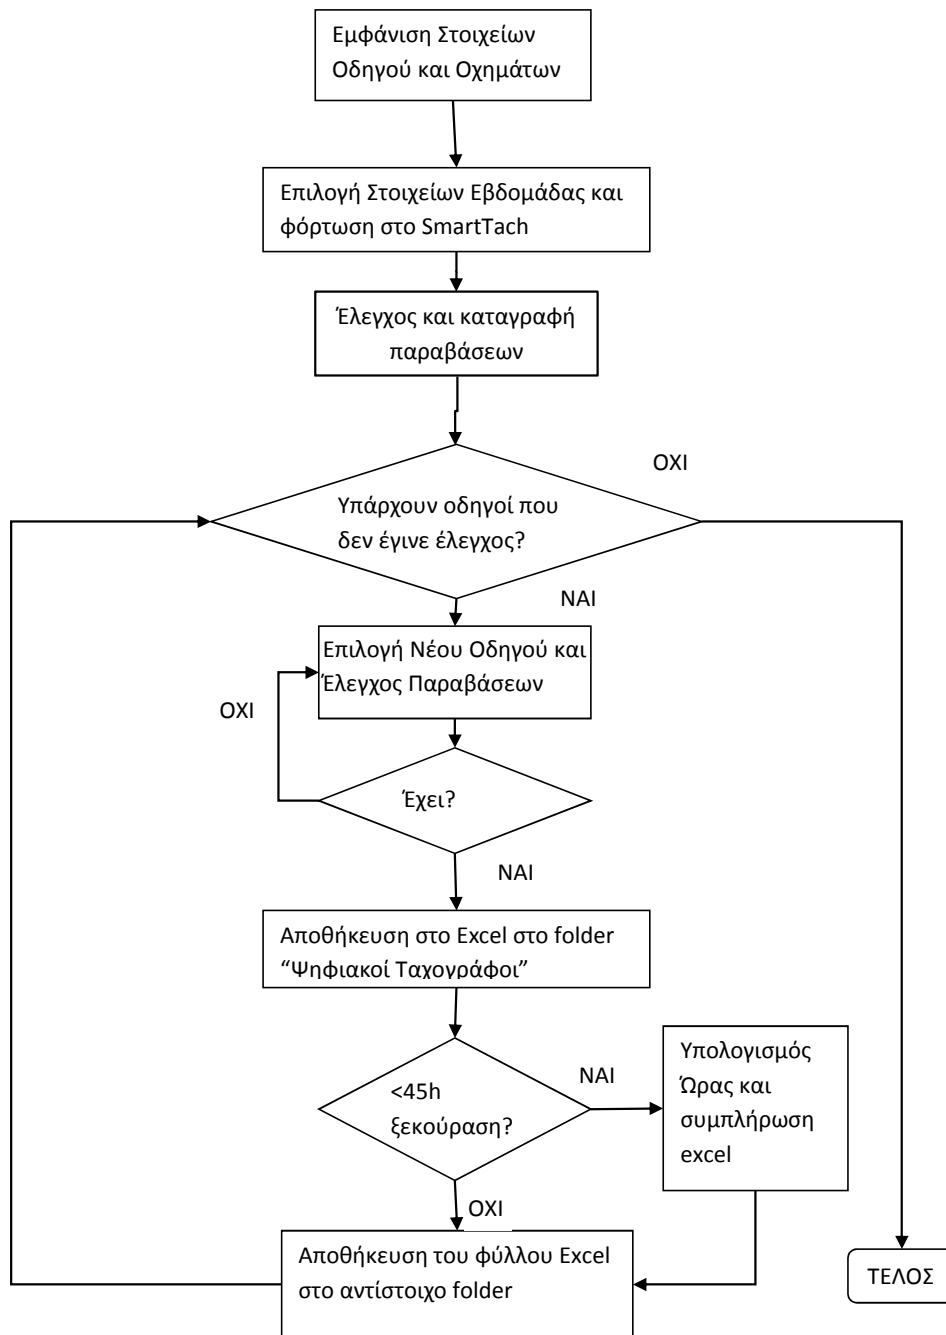 Εμφάνιση Στοιχείων
Οδηγού και Οχημάτων
Επιλογή Στοιχείων Εβδομάδας και
φόρτωση στο SmartTach
Έλεγχος και καταγραφή
παραβάσεων
ΟΧΙ
Υπάρχουν οδηγοί που
δεν έγινε έλεγχος?
ΝΑΙ
Επιλογή Νέου Οδηγού και
Έλεγχος Παραβάσεων
ΟΧΙ
Έχει?
ΝΑΙ
Αποθήκευση στο Excel στο folder
“Ψηφιακοί Ταχογράφοι”
<45h
ξεκούραση?
ΝΑΙ
Υπολογισμός
Ώρας και
συμπλήρωση
excel
ΟΧΙ
Αποθήκευση του φύλλου Excel
στο αντίστοιχο folder
ΤΕΛΟΣ